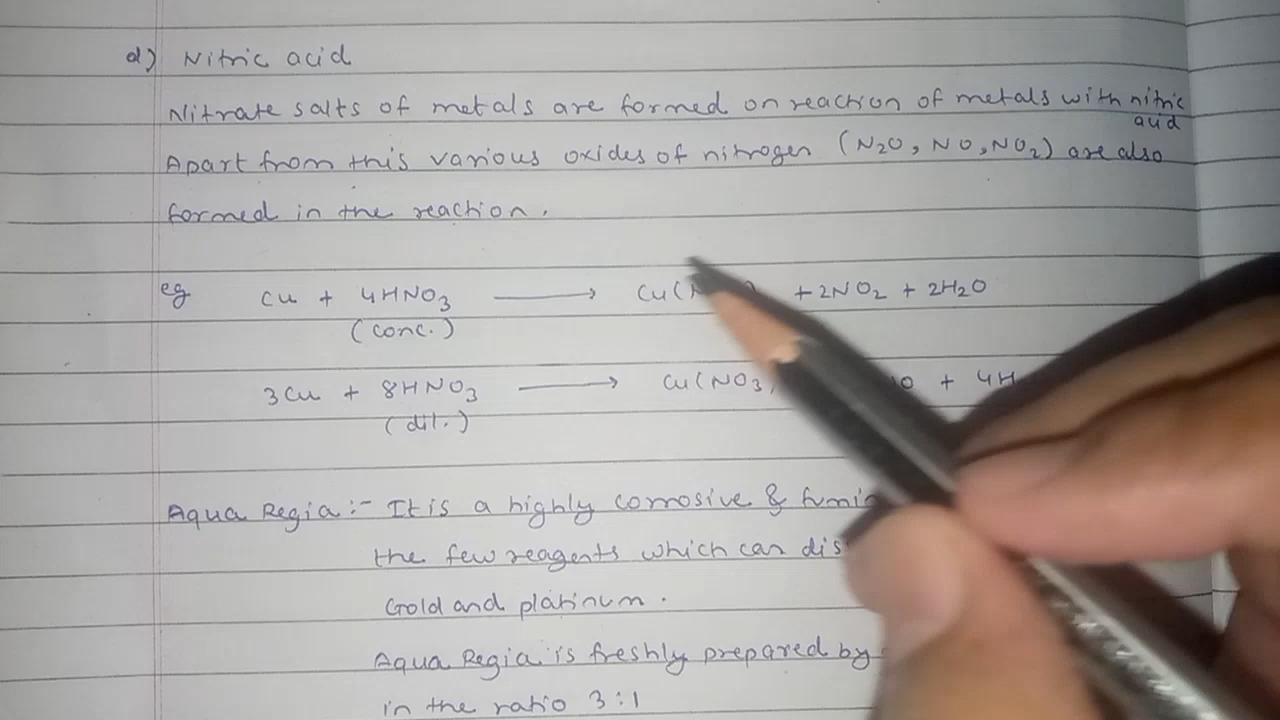 d) Nitric acid
Nitrate salts of metals are formed on reaction of metals with nitric
acid
Apart from this various oxides of nitrogen (N2O, NO, NO2) are also
formed in the reaction.
eg Cu + 4HNO3 → Cu( + 2NO2 + 2H2O
(conc.)
3Cu + 8HNO3 → Cu(NO3 + 4H
(dil.)
Aqua Regia :- It is a highly corrosive &
the few reagents which can
Gold and platinum.
Aqua Regia is freshly prepared by
in the ratio 3:1